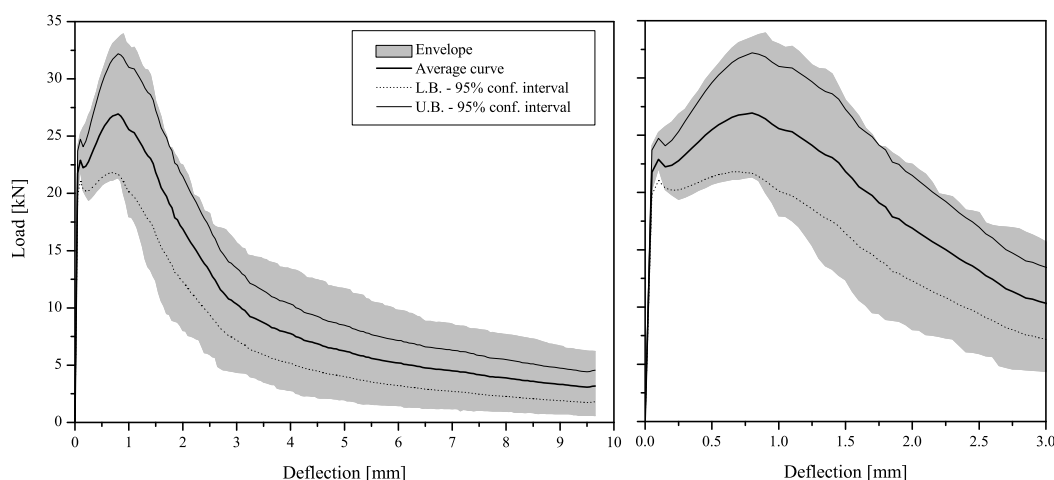 35
30
25
20
15
10
5
0
Load [kN]
Envelope
Average curve
L.B. - 95% conf. interval
U.B. - 95% conf. interval
0 1 2 3 4 5 6 7 8 9 10
Deflection [mm]
0.0 0.5 1.0 1.5 2.0 2.5 3.0
Deflection [mm]